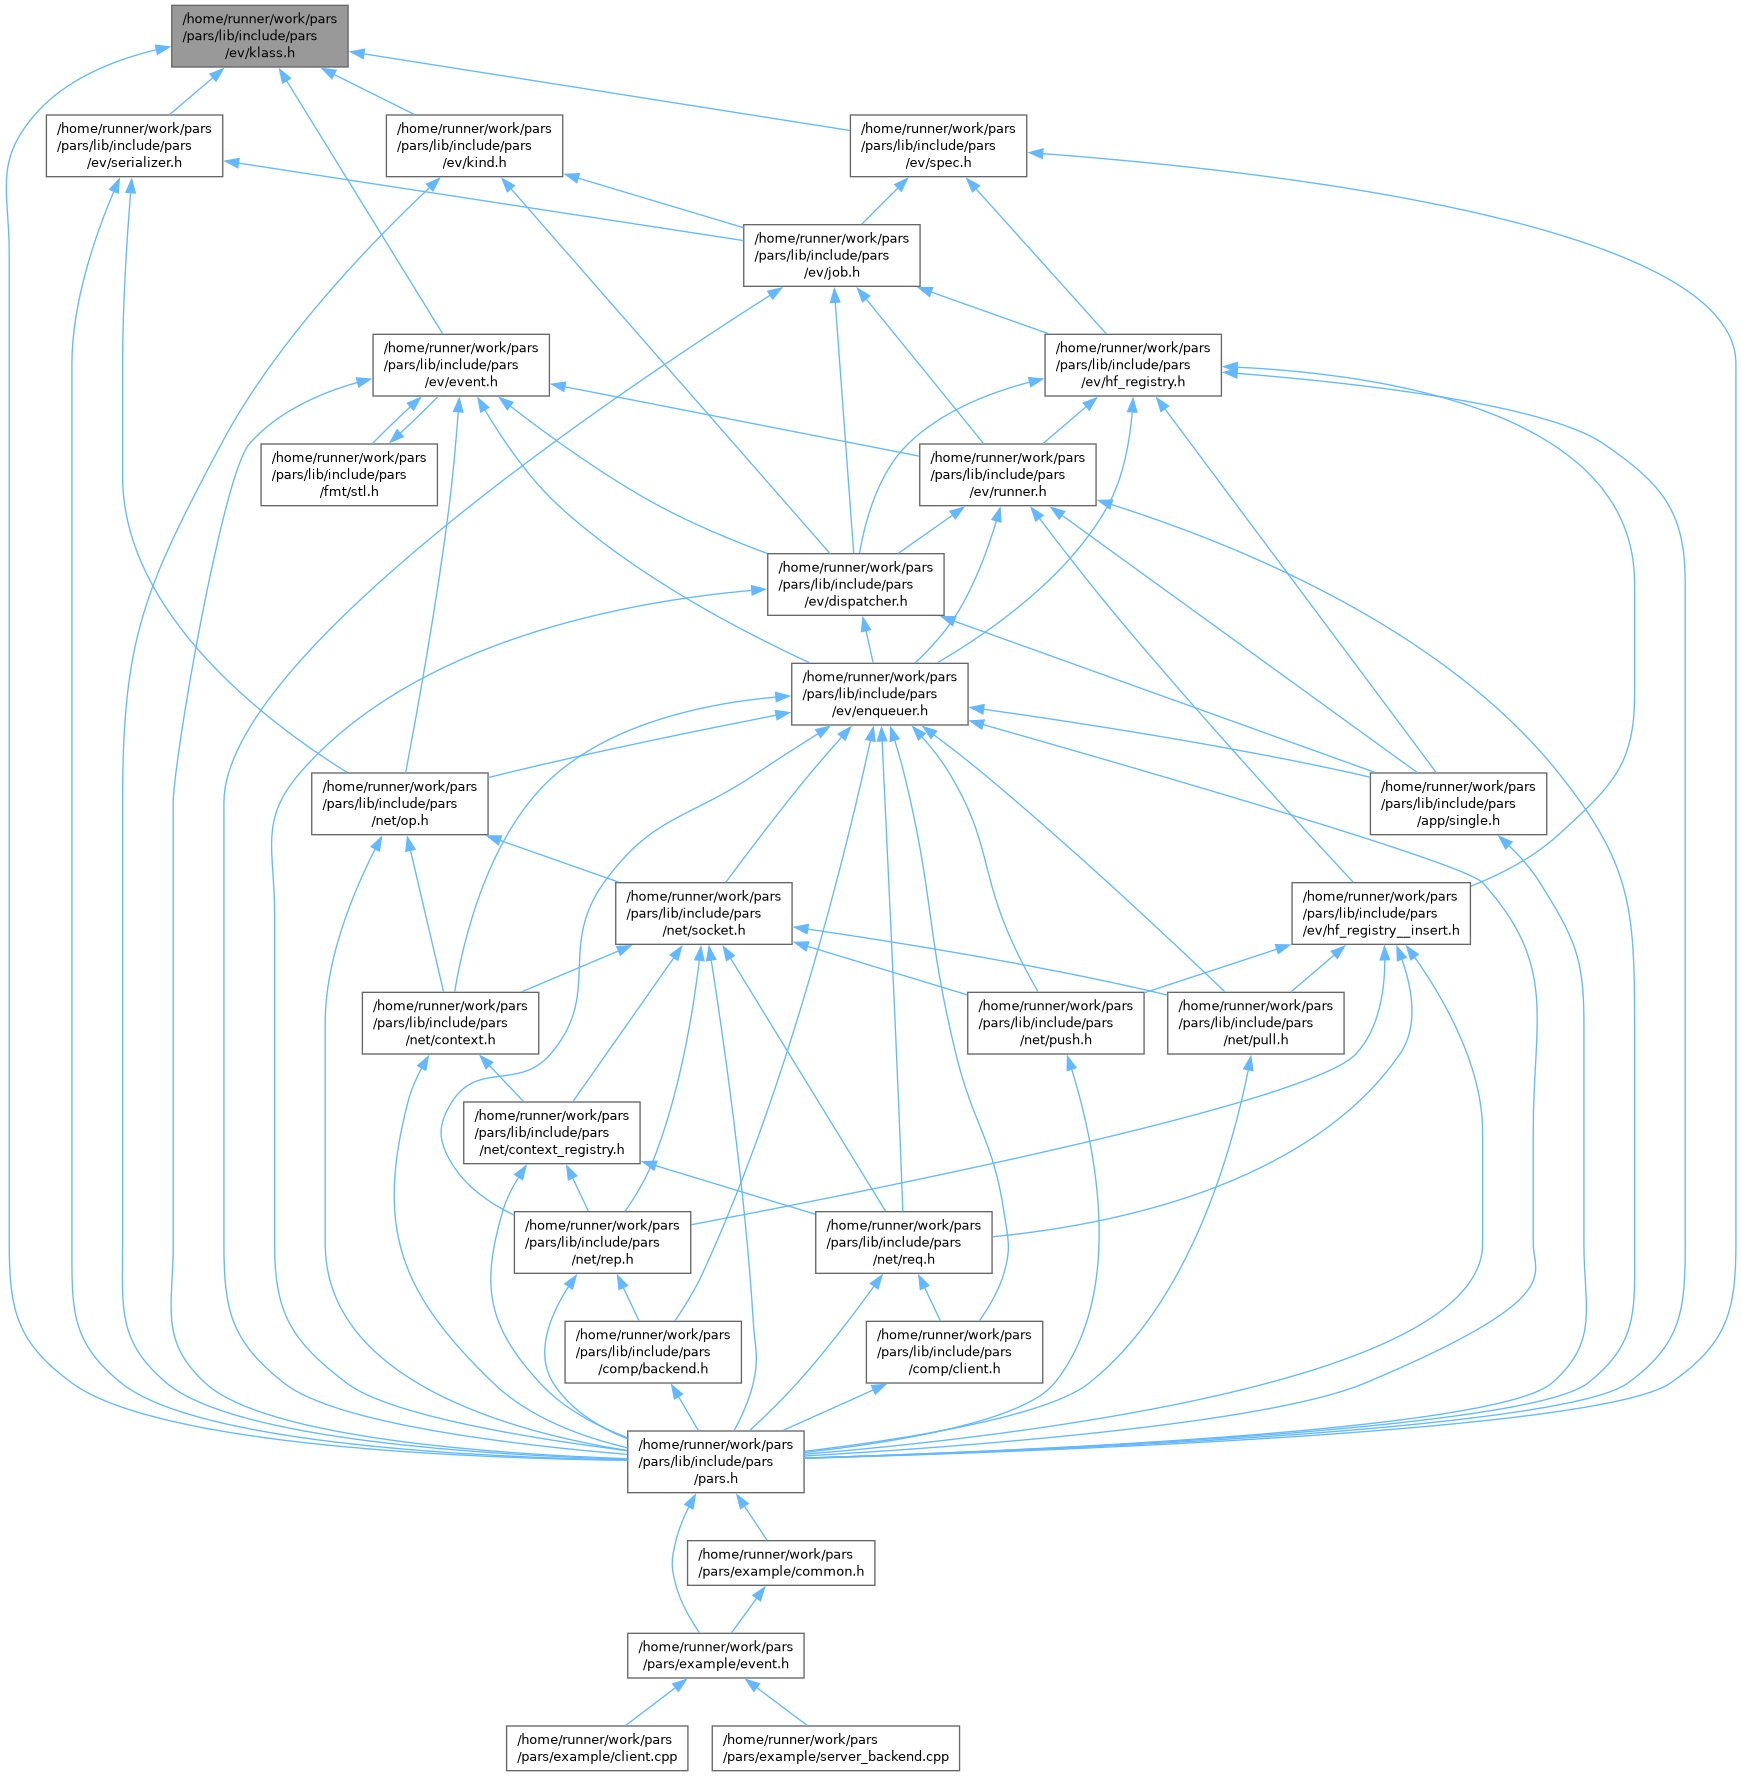 /home/runner/work/pars
/pars/lib/include/pars
/ev/klass.h
/home/runner/work/pars
/pars/lib/include/pars
/ev/serializer.h
/home/runner/work/pars
/pars/lib/include/pars
/ev/kind.h
/home/runner/work/pars
/pars/lib/include/pars
/ev/spec.h
/home/runner/work/pars
/pars/lib/include/pars
/ev/job.h
/home/runner/work/pars
/pars/lib/include/pars
/ev/event.h
/home/runner/work/pars
/pars/lib/include/pars
/ev/hf_registry.h
/home/runner/work/pars
/pars/lib/include/pars
/fmt/stl.h
/home/runner/work/pars
/pars/lib/include/pars
/ev/runner.h
/home/runner/work/pars
/pars/lib/include/pars
/ev/dispatcher.h
/home/runner/work/pars
/pars/lib/include/pars
/ev/enqueuer.h
/home/runner/work/pars
/pars/lib/include/pars
/net/op.h
/home/runner/work/pars
/pars/lib/include/pars
/app/single.h
/home/runner/work/pars
/pars/lib/include/pars
/net/socket.h
/home/runner/work/pars
/pars/lib/include/pars
/ev/hf_registry__insert.h
/home/runner/work/pars
/pars/lib/include/pars
/net/context.h
/home/runner/work/pars
/pars/lib/include/pars
/net/push.h
/home/runner/work/pars
/pars/lib/include/pars
/net/pull.h
/home/runner/work/pars
/pars/lib/include/pars
/net/context_registry.h
/home/runner/work/pars
/pars/lib/include/pars
/net/rep.h
/home/runner/work/pars
/pars/lib/include/pars
/net/req.h
/home/runner/work/pars
/pars/lib/include/pars
/comp/backend.h
/home/runner/work/pars
/pars/lib/include/pars
/comp/client.h
/home/runner/work/pars
/pars/lib/include/pars
/pars.h
/home/runner/work/pars
/pars/example/common.h
/home/runner/work/pars
/pars/example/event.h
/home/runner/work/pars
/pars/example/client.cpp
/home/runner/work/pars
/pars/example/server_backend.cpp